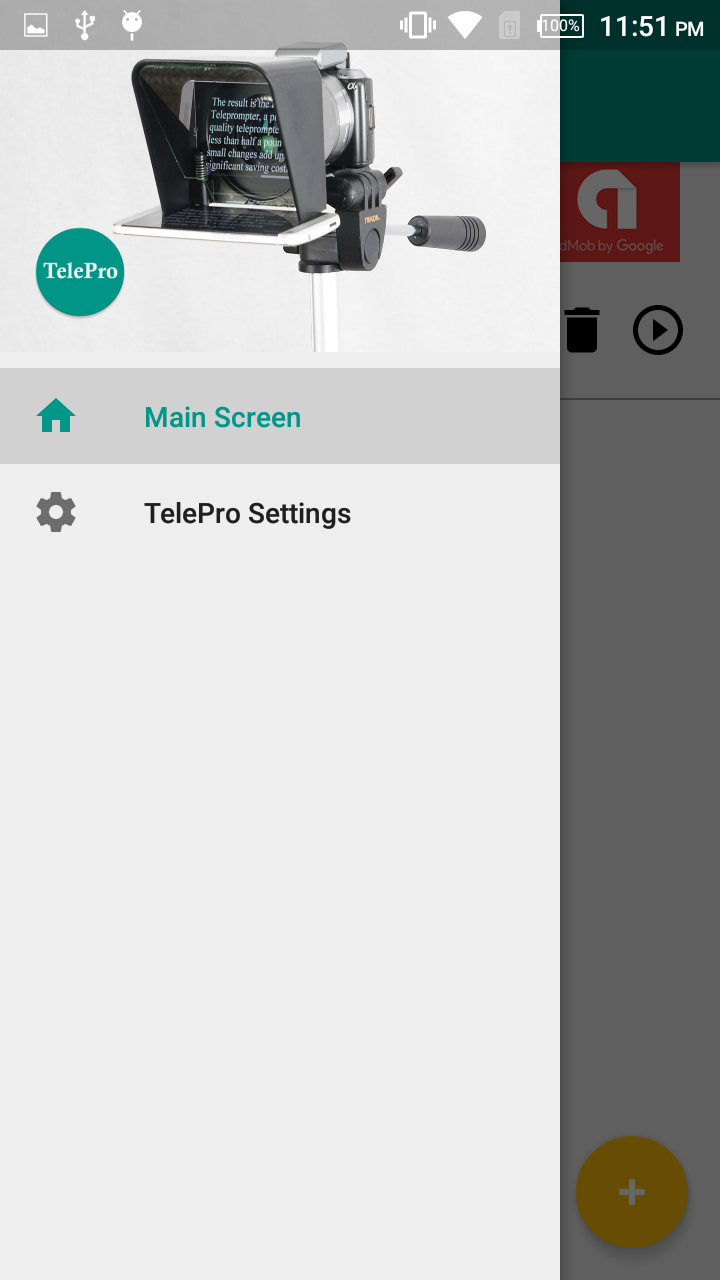 100%
11:51 PM
The result is the
Teleprompter, a
quality teleprompte
less than half a poun
small changes add up
significant saving cost
TelePro
dMob by Google
Main Screen
TelePro Settings